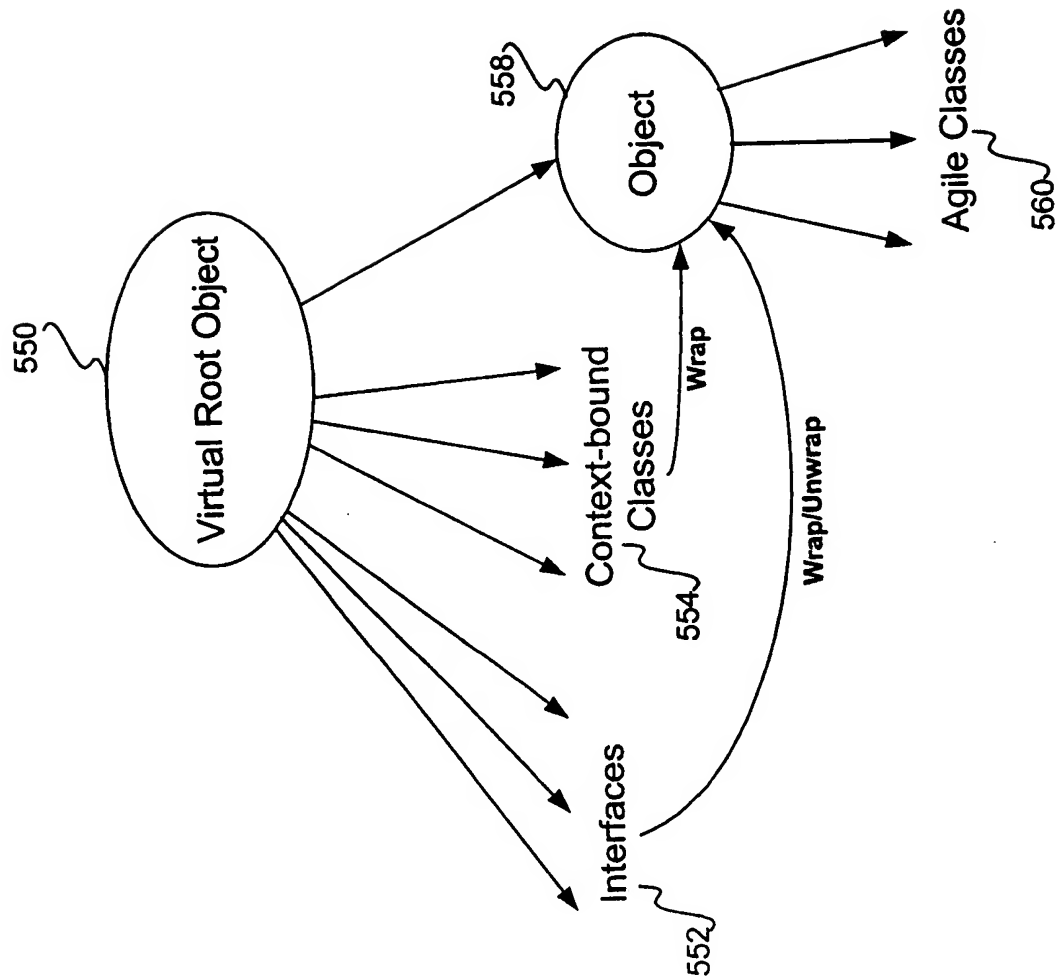 550
Virtual Root Object
558
Object
Context-bound
Classes
554
Wrap
Interfaces
552
Wrap/Unwrap
Agile Classes
560